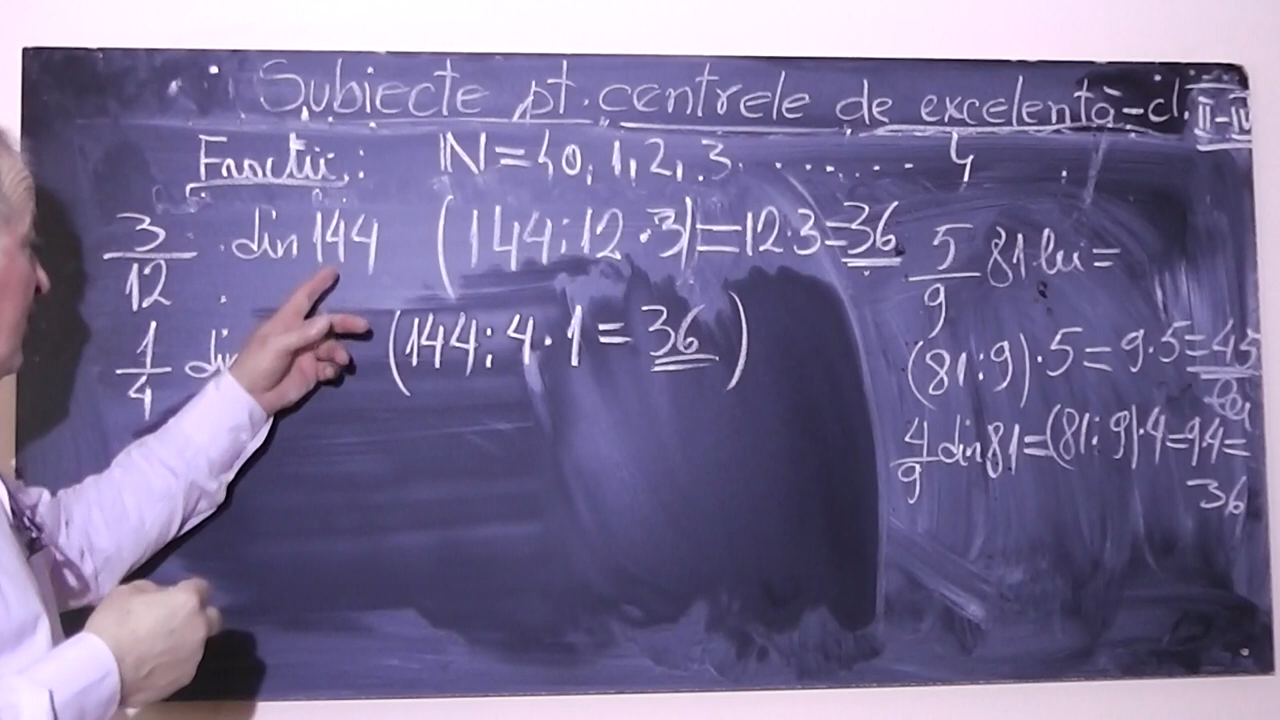 Subiecte pt. centrele de excelență-cl. II-IV
Fracții: N={0, 1, 2, 3 . . . . . . . }
3/12 din 144 (144:12·3)=12·3=36
1/4 (144:4·1=36)
5/9 81 lei=
(81:9)·5=9·5=45
lei
4/9 din 81=(81:9)·4=9·4=
36